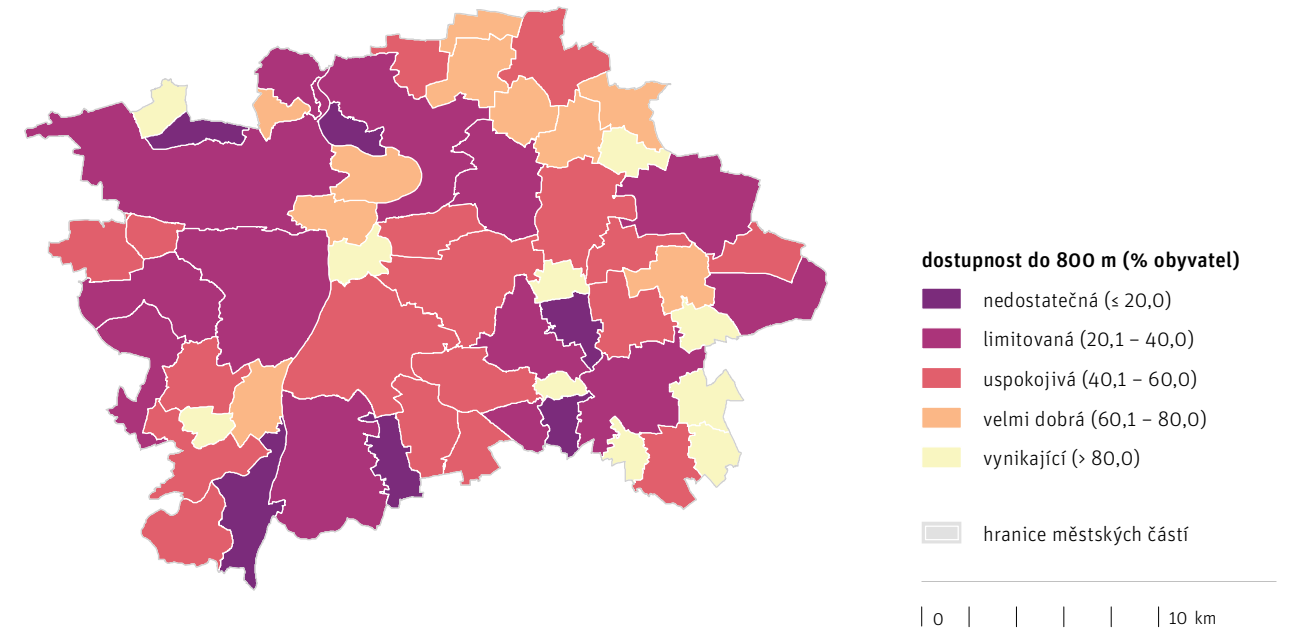 dostupnost do 800 m (% obyvatel)
nedostatečná (≤ 20,0)
limitovaná (20,1 – 40,0)
uspokojivá (40,1 – 60,0)
velmi dobrá (60,1 – 80,0)
vynikající (> 80,0)
hranice městských částí
0 10 km